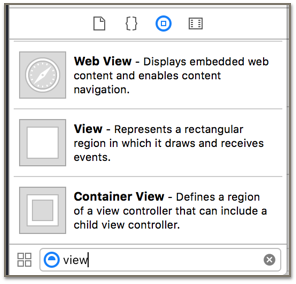 Web View - Displays embedded web
content and enables content
navigation.
View - Represents a rectangular
region in which it draws and receives
events.
Container View - Defines a region
of a view controller that can include a
child view controller.
view